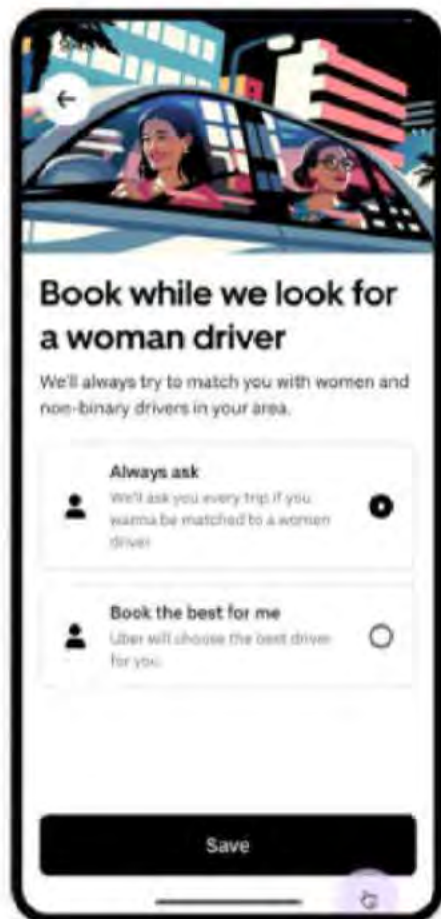 Book while we look for
a woman driver
We'll always try to match you with women and
non-binary drivers in your area.
Always ask
We'll ask you every trip if you
wanna be matched to a women
driver
Book the best for me
Uber will choose the best driver
for you.
Save